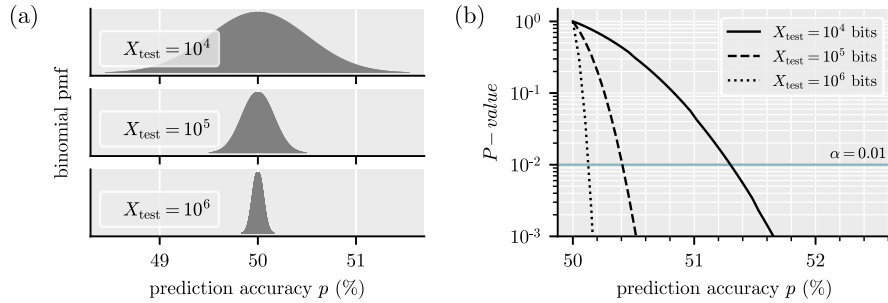 (a)
binomial pmf
X_test = 10^4
X_test = 10^5
X_test = 10^6
49 50 51
prediction accuracy p (%)
(b)
P − value
10^0
10^-1
10^-2
10^-3
X_test = 10^4 bits
X_test = 10^5 bits
X_test = 10^6 bits
α = 0.01
50 51 52
prediction accuracy p (%)